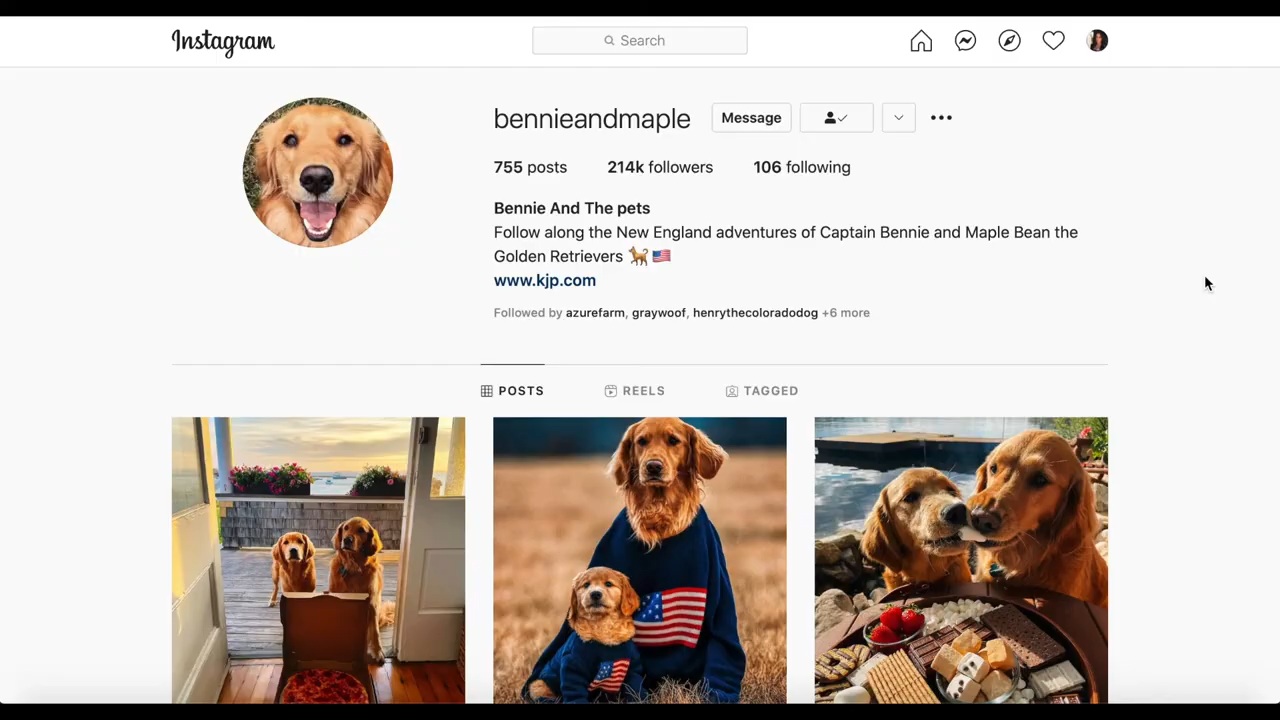 Instagram
Search
bennieandmaple
Message
755 posts 214k followers 106 following
Bennie And The pets
Follow along the New England adventures of Captain Bennie and Maple Bean the
Golden Retrievers 🐕🇺🇸
www.kjp.com
Followed by azurefarm, graywoof, henrythecoloradodog +6 more
POSTS REELS TAGGED